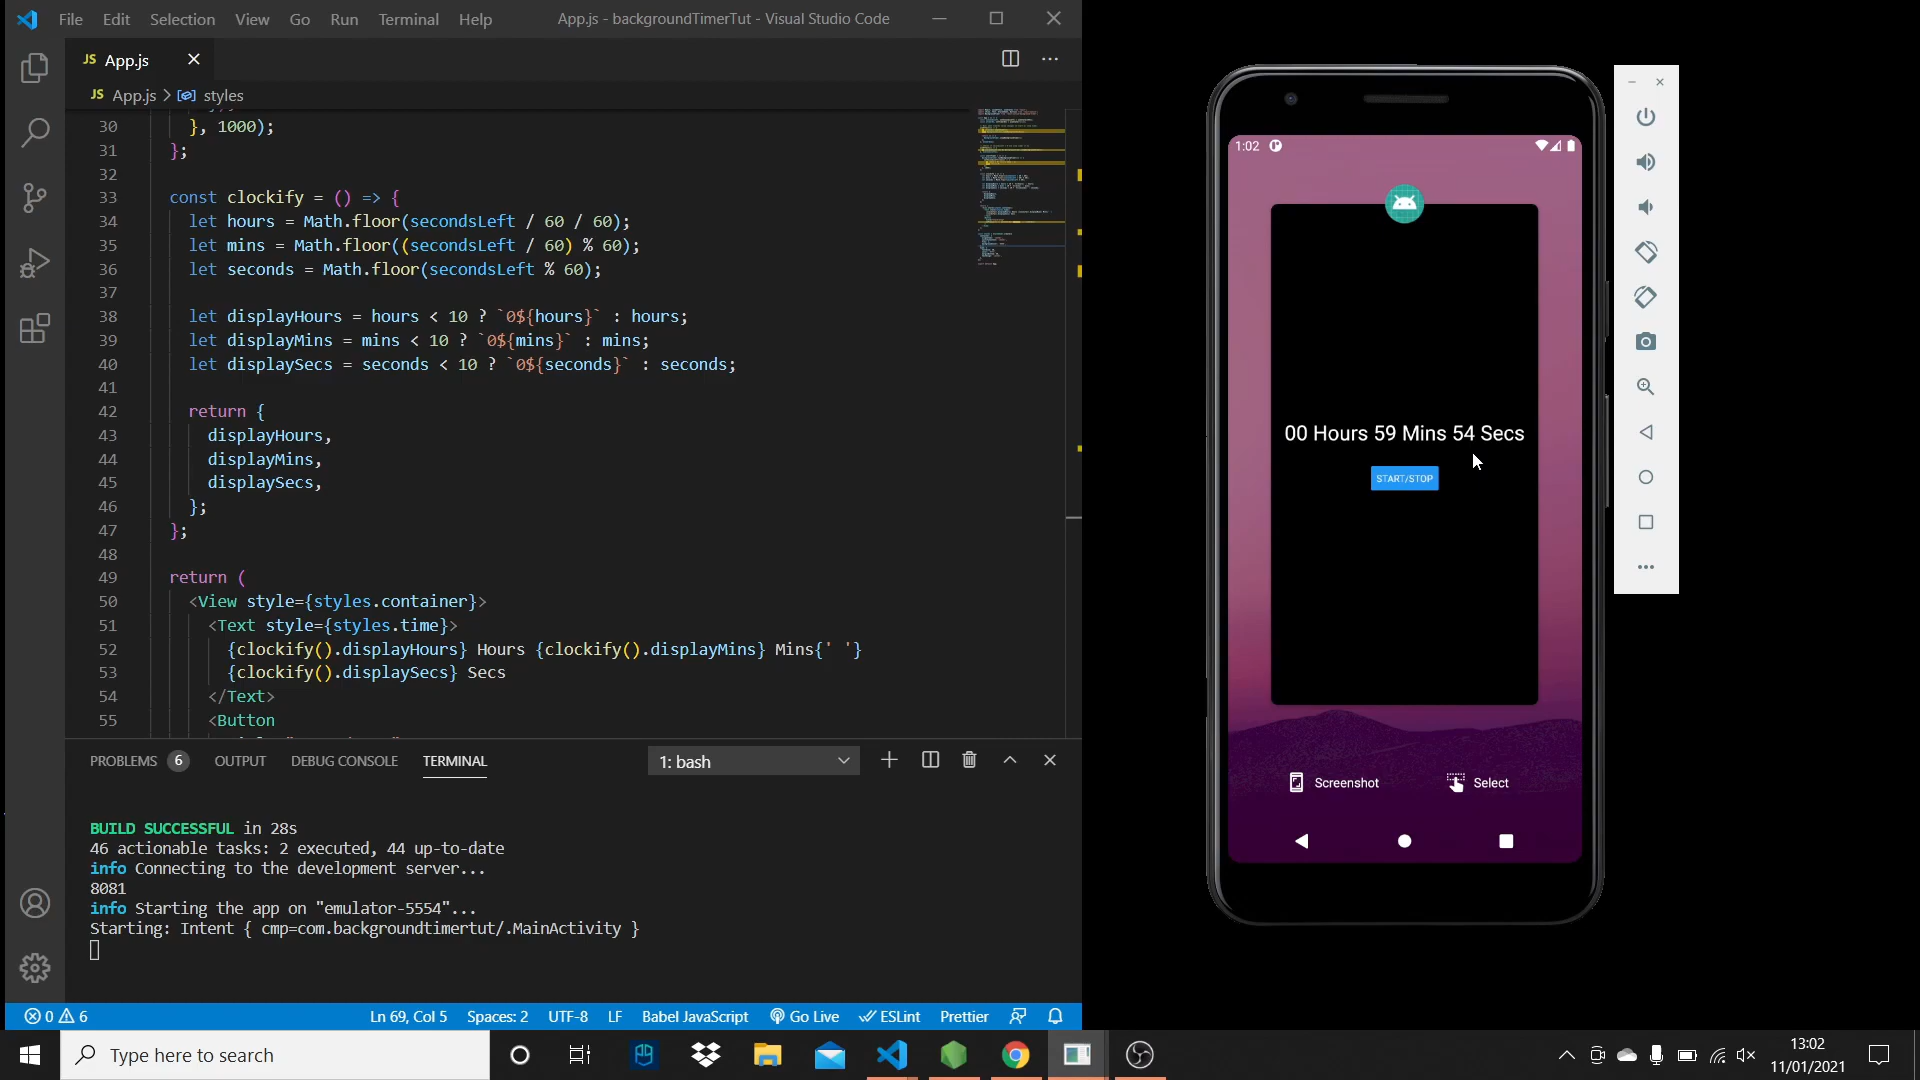 File Edit Selection View Go Run Terminal Help App.js - backgroundTimerTut - Visual Studio Code
JS App.js
JS App.js > styles
30 }, 1000);
31 };
32
33 const clockify = () => {
34 let hours = Math.floor(secondsLeft / 60 / 60);
35 let mins = Math.floor((secondsLeft / 60) % 60);
36 let seconds = Math.floor(secondsLeft % 60);
37
38 let displayHours = hours < 10 ? `0${hours}` : hours;
39 let displayMins = mins < 10 ? `0${mins}` : mins;
40 let displaySecs = seconds < 10 ? `0${seconds}` : seconds;
41
42 return {
43 displayHours,
44 displayMins,
45 displaySecs,
46 };
47 };
48
49 return (
50 <View style={styles.container}>
51 <Text style={styles.time}>
52 {clockify().displayHours} Hours {clockify().displayMins} Mins{' '}
53 {clockify().displaySecs} Secs
54 </Text>
55 <Button
PROBLEMS 6 OUTPUT DEBUG CONSOLE TERMINAL 1: bash
BUILD SUCCESSFUL in 28s
46 actionable tasks: 2 executed, 44 up-to-date
info Connecting to the development server...
8081
info Starting the app on "emulator-5554"...
Starting: Intent { cmp=com.backgroundtimertut/.MainActivity }
0 6 Ln 69, Col 5 Spaces: 2 UTF-8 LF Babel JavaScript Go Live ESLint Prettier
1:02
00 Hours 59 Mins 54 Secs
START/STOP
Screenshot Select
Type here to search
13:02
11/01/2021